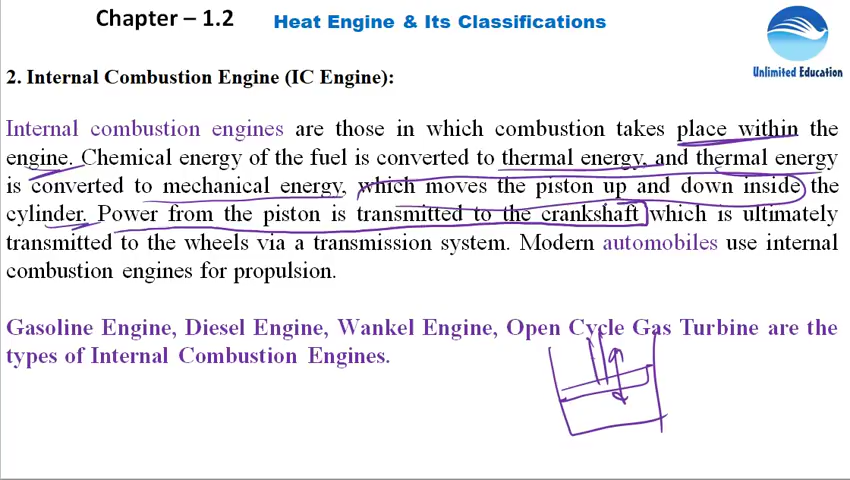 Chapter – 1.2
Heat Engine & Its Classifications
Unlimited Education
2. Internal Combustion Engine (IC Engine):
Internal combustion engines are those in which combustion takes place within the
engine. Chemical energy of the fuel is converted to thermal energy, and thermal energy
is converted to mechanical energy, which moves the piston up and down inside the
cylinder. Power from the piston is transmitted to the crankshaft which is ultimately
transmitted to the wheels via a transmission system. Modern automobiles use internal
combustion engines for propulsion.
Gasoline Engine, Diesel Engine, Wankel Engine, Open Cycle Gas Turbine are the
types of Internal Combustion Engines.